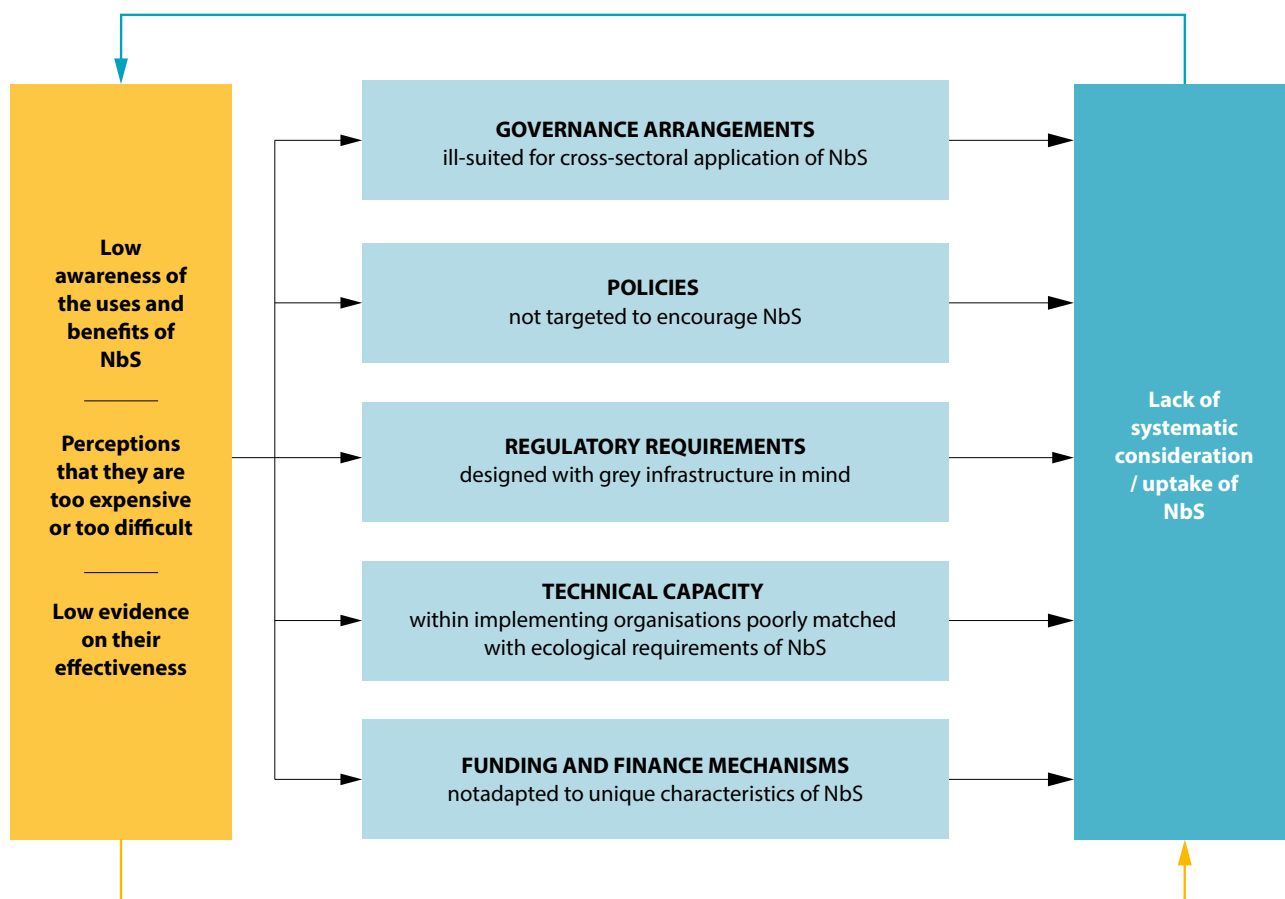 Low
awareness of
the uses and
benefits of
NbS
Perceptions
that they are
too expensive
or too difficult
Low evidence
on their
effectiveness
GOVERNANCE ARRANGEMENTS
ill-suited for cross-sectoral application of NbS
POLICIES
not targeted to encourage NbS
REGULATORY REQUIREMENTS
designed with grey infrastructure in mind
TECHNICAL CAPACITY
within implementing organisations poorly matched
with ecological requirements of NbS
FUNDING AND FINANCE MECHANISMS
notadapted to unique characteristics of NbS
Lack of
systematic
consideration
/ uptake of
NbS